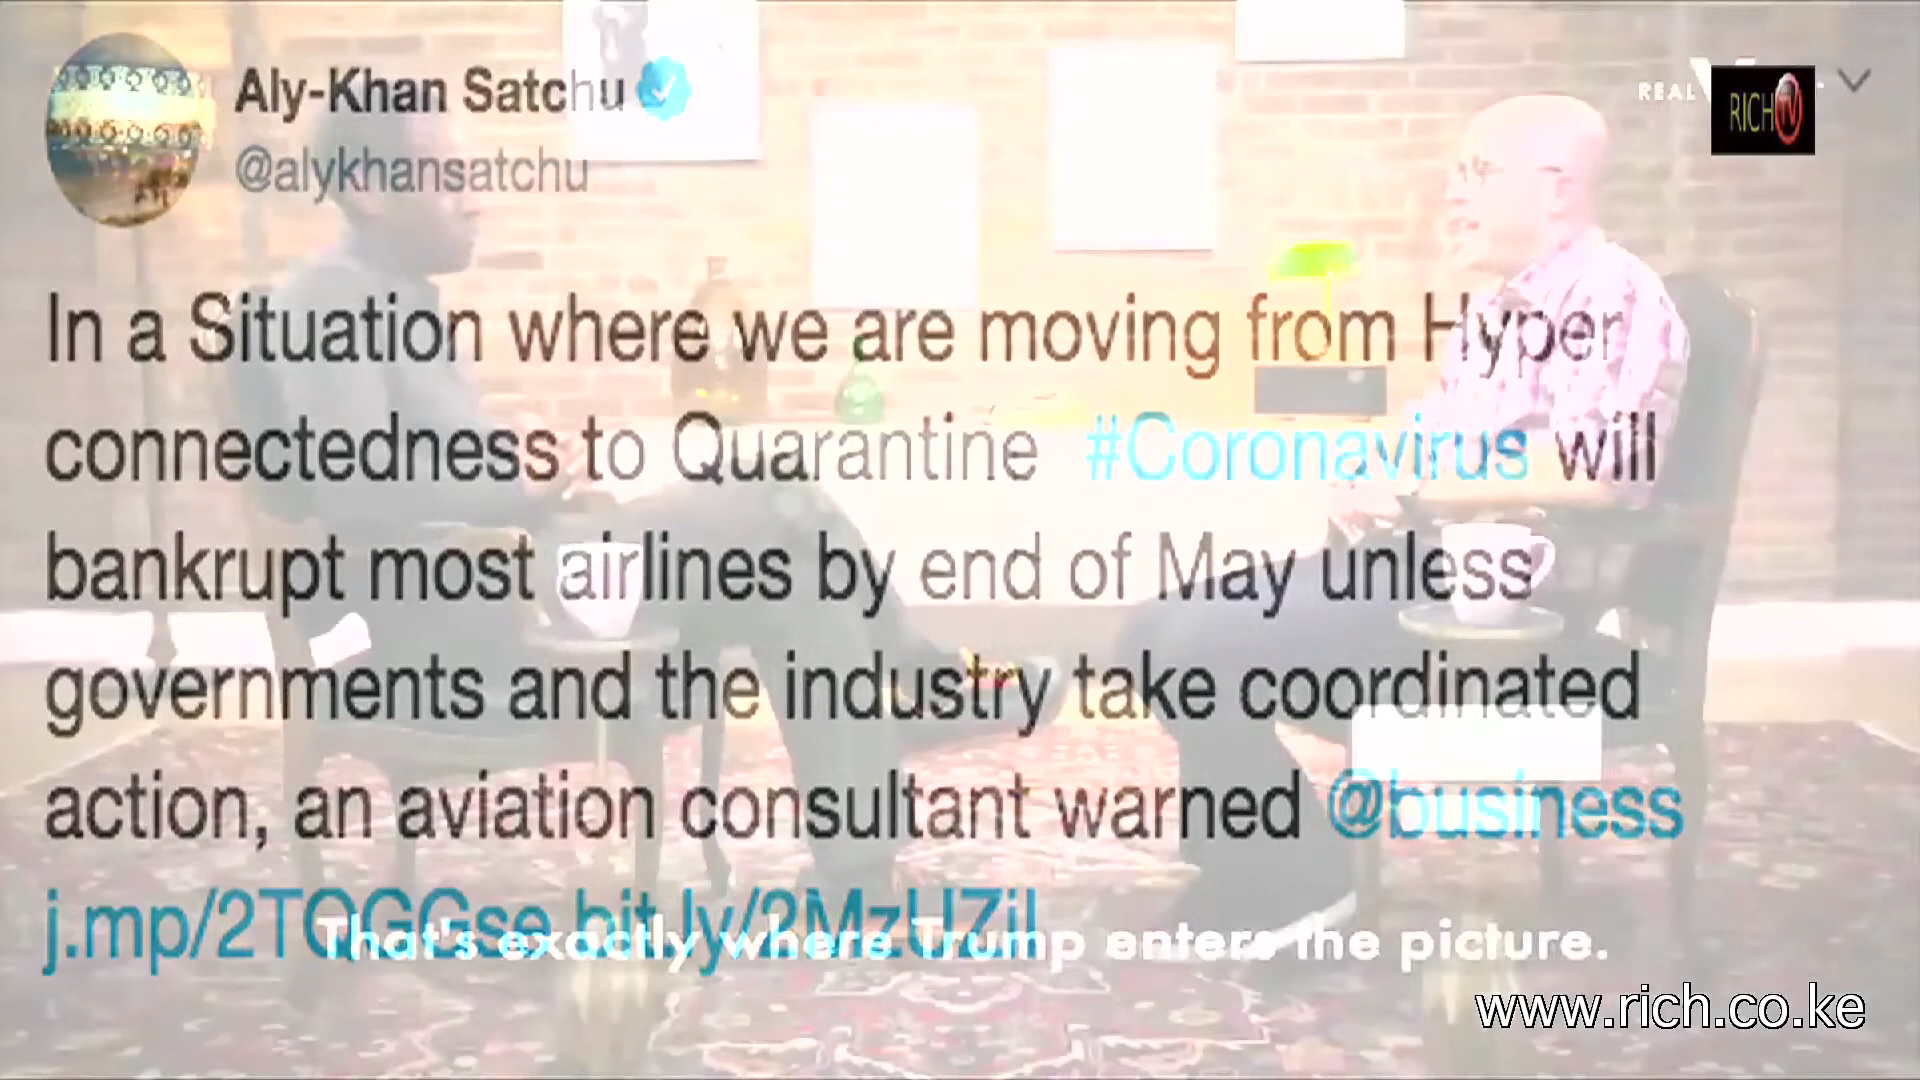 Aly-Khan Satchu
@alykhansatchu
REAL
RICH TV
In a Situation where we are moving from Hyper
connectedness to Quarantine #Coronavirus will
bankrupt most airlines by end of May unless
governments and the industry take coordinated
action, an aviation consultant warned @business
j.mp/2TQGGse bit.ly/2MzUZil
That's exactly where Trump enters the picture.
www.rich.co.ke